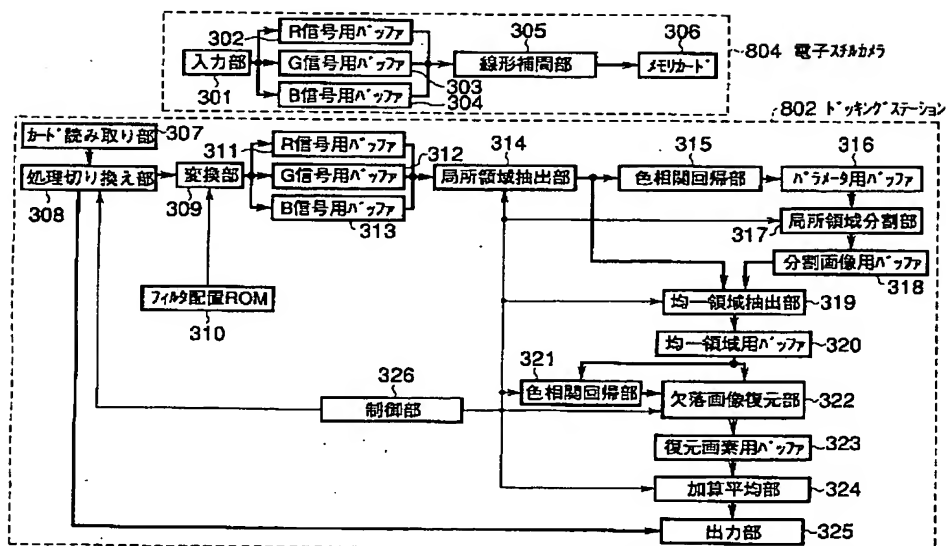 302
R信号用バッファ
305
306
804 電子スチルカメラ
入力部
G信号用バッファ
線形補間部
メモリカード
301
303
B信号用バッファ
304
802 ドッキングステーション
カード読み取り部
307
311
R信号用バッファ
312
314
315
316
処理切り換え部
変換部
G信号用バッファ
局所領域抽出部
色相関回帰部
パラメータ用バッファ
308
309
B信号用バッファ
313
317
局所領域分割部
分割画像用バッファ
318
フィルタ配置ROM
310
均一領域抽出部
319
均一領域用バッファ
320
321
326
色相関回帰部
制御部
欠落画像復元部
322
復元画素用バッファ
323
加算平均部
324
出力部
325